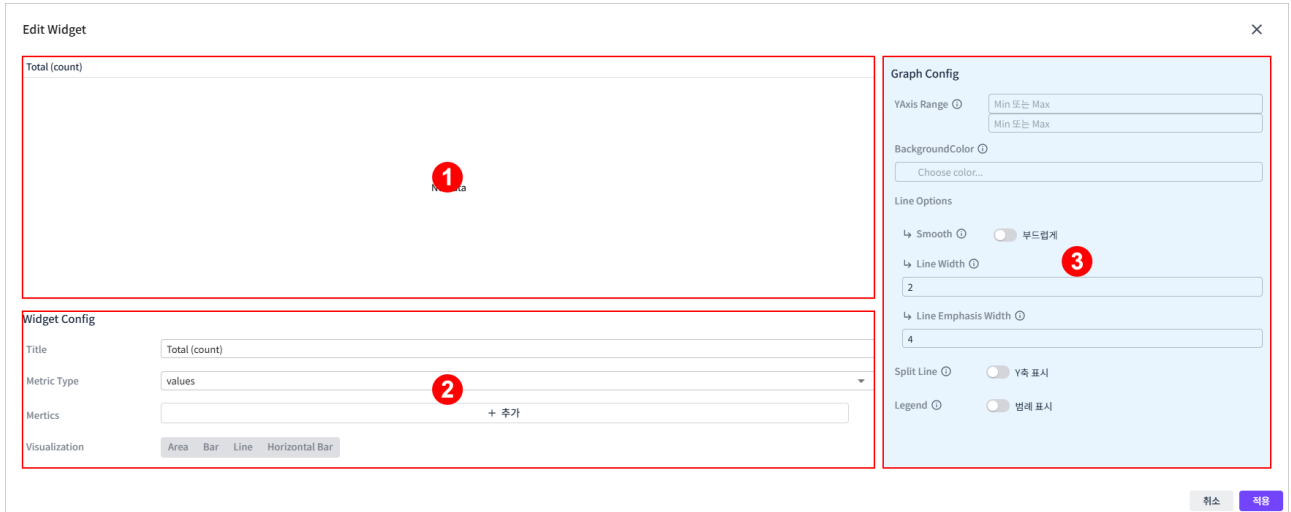 Edit Widget
Total (count)
1
Widget Config
Title
Total (count)
Metric Type
values
2
Mertics
+ 추가
Visualization
Area Bar Line Horizontal Bar
Graph Config
YAxis Range
Min 또는 Max
Min 또는 Max
BackgroundColor
Choose color...
Line Options
Smooth
부드럽게
3
Line Width
2
Line Emphasis Width
4
Split Line
Y축 표시
Legend
범례 표시
취소
적용